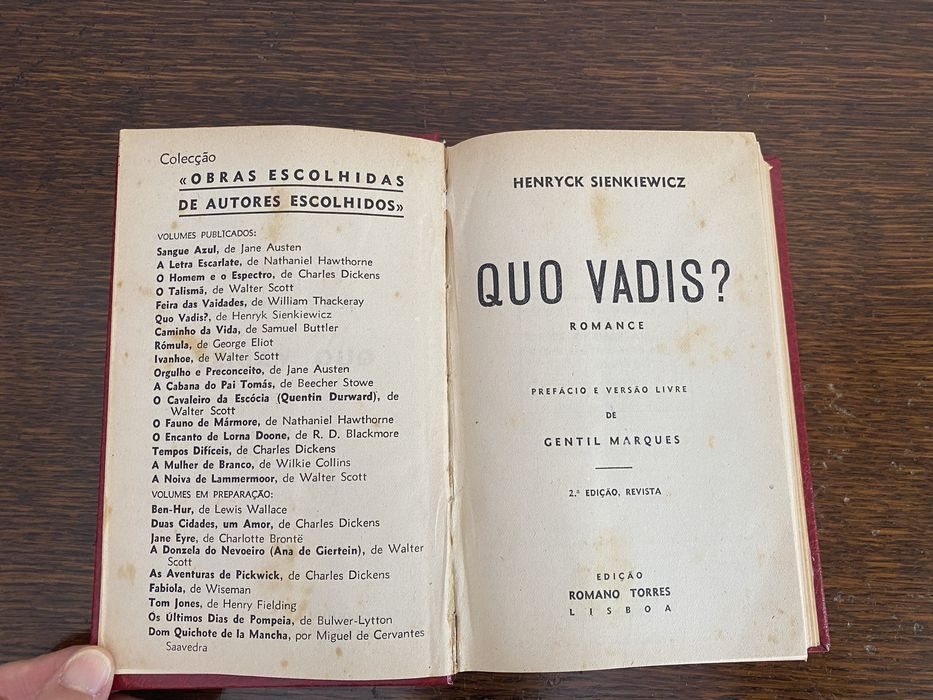 Colecção
«OBRAS ESCOLHIDAS
DE AUTORES ESCOLHIDOS»
VOLUMES PUBLICADOS:
Sangue Azul, de Jane Austen
A Letra Escarlate, de Nathaniel Hawthorne
O Homem e o Espectro, de Charles Dickens
O Talismã, de Walter Scott
Feira das Vaidades, de William Thackeray
Quo Vadis?, de Henryk Sienkiewicz
Caminho da Vida, de Samuel Buttler
Rómula, de George Eliot
Ivanhoe, de Walter Scott
Orgulho e Preconceito, de Jane Austen
A Cabana do Pai Tomás, de Beecher Stowe
O Cavaleiro da Escócia (Quentin Durward), de
Walter Scott
O Fauno de Mármore, de Nathaniel Hawthorne
O Encanto de Lorna Doone, de R. D. Blackmore
Tempos Difíceis, de Charles Dickens
A Mulher de Branco, de Wilkie Collins
A Noiva de Lammermoor, de Walter Scott
VOLUMES EM PREPARAÇÃO:
Ben-Hur, de Lewis Wallace
Duas Cidades, um Amor, de Charles Dickens
Jane Eyre, de Charlotte Brontë
A Donzela do Nevoeiro (Ana de Giertein), de Walter
Scott
As Aventuras de Pickwick, de Charles Dickens
Fabiola, de Wiseman
Tom Jones, de Henry Fielding
Os Últimos Dias de Pompeia, de Bulwer-Lytton
Dom Quichote de la Mancha, por Miguel de Cervantes
Saavedra
HENRYCK SIENKIEWICZ
QUO VADIS?
ROMANCE
PREFÁCIO E VERSÃO LIVRE
DE
GENTIL MARQUES
2.ª EDIÇÃO, REVISTA
EDIÇÃO
ROMANO TORRES
LISBOA